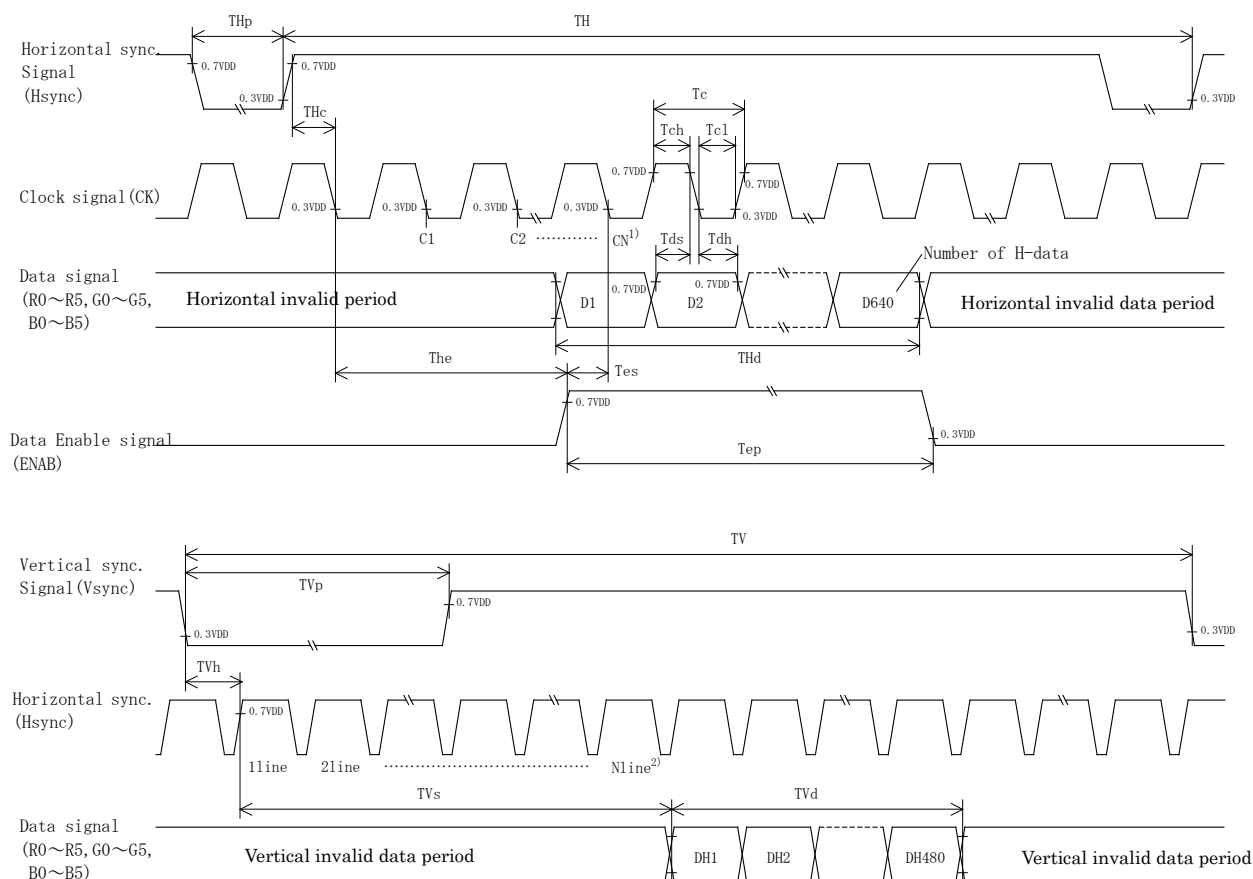 THp
TH
Horizontal sync.
Signal
(Hsync)
0.7VDD
0.7VDD
0.3VDD
0.3VDD
THc
Tc
Tch
Tcl
Clock signal(CK)
0.7VDD
0.7VDD
0.3VDD
0.3VDD
0.3VDD
0.3VDD
0.3VDD
C1
C2
············
CN1)
Tds
Tdh
Number of H-data
Data signal
(R0～R5,G0～G5,
B0～B5)
Horizontal invalid period
D1
0.7VDD
D2
0.7VDD
D640
Horizontal invalid data period
THd
The
Tes
0.7VDD
Data Enable signal
(ENAB)
0.3VDD
Tep
TV
Vertical sync.
Signal(Vsync)
TVp
0.7VDD
0.3VDD
0.3VDD
TVh
Horizontal sync.
(Hsync)
0.7VDD
1line
2line
········································
Nline2)
TVs
TVd
Data signal
(R0～R5,G0～G5,
B0～B5)
Vertical invalid data period
DH1
DH2
DH480
Vertical invalid data period